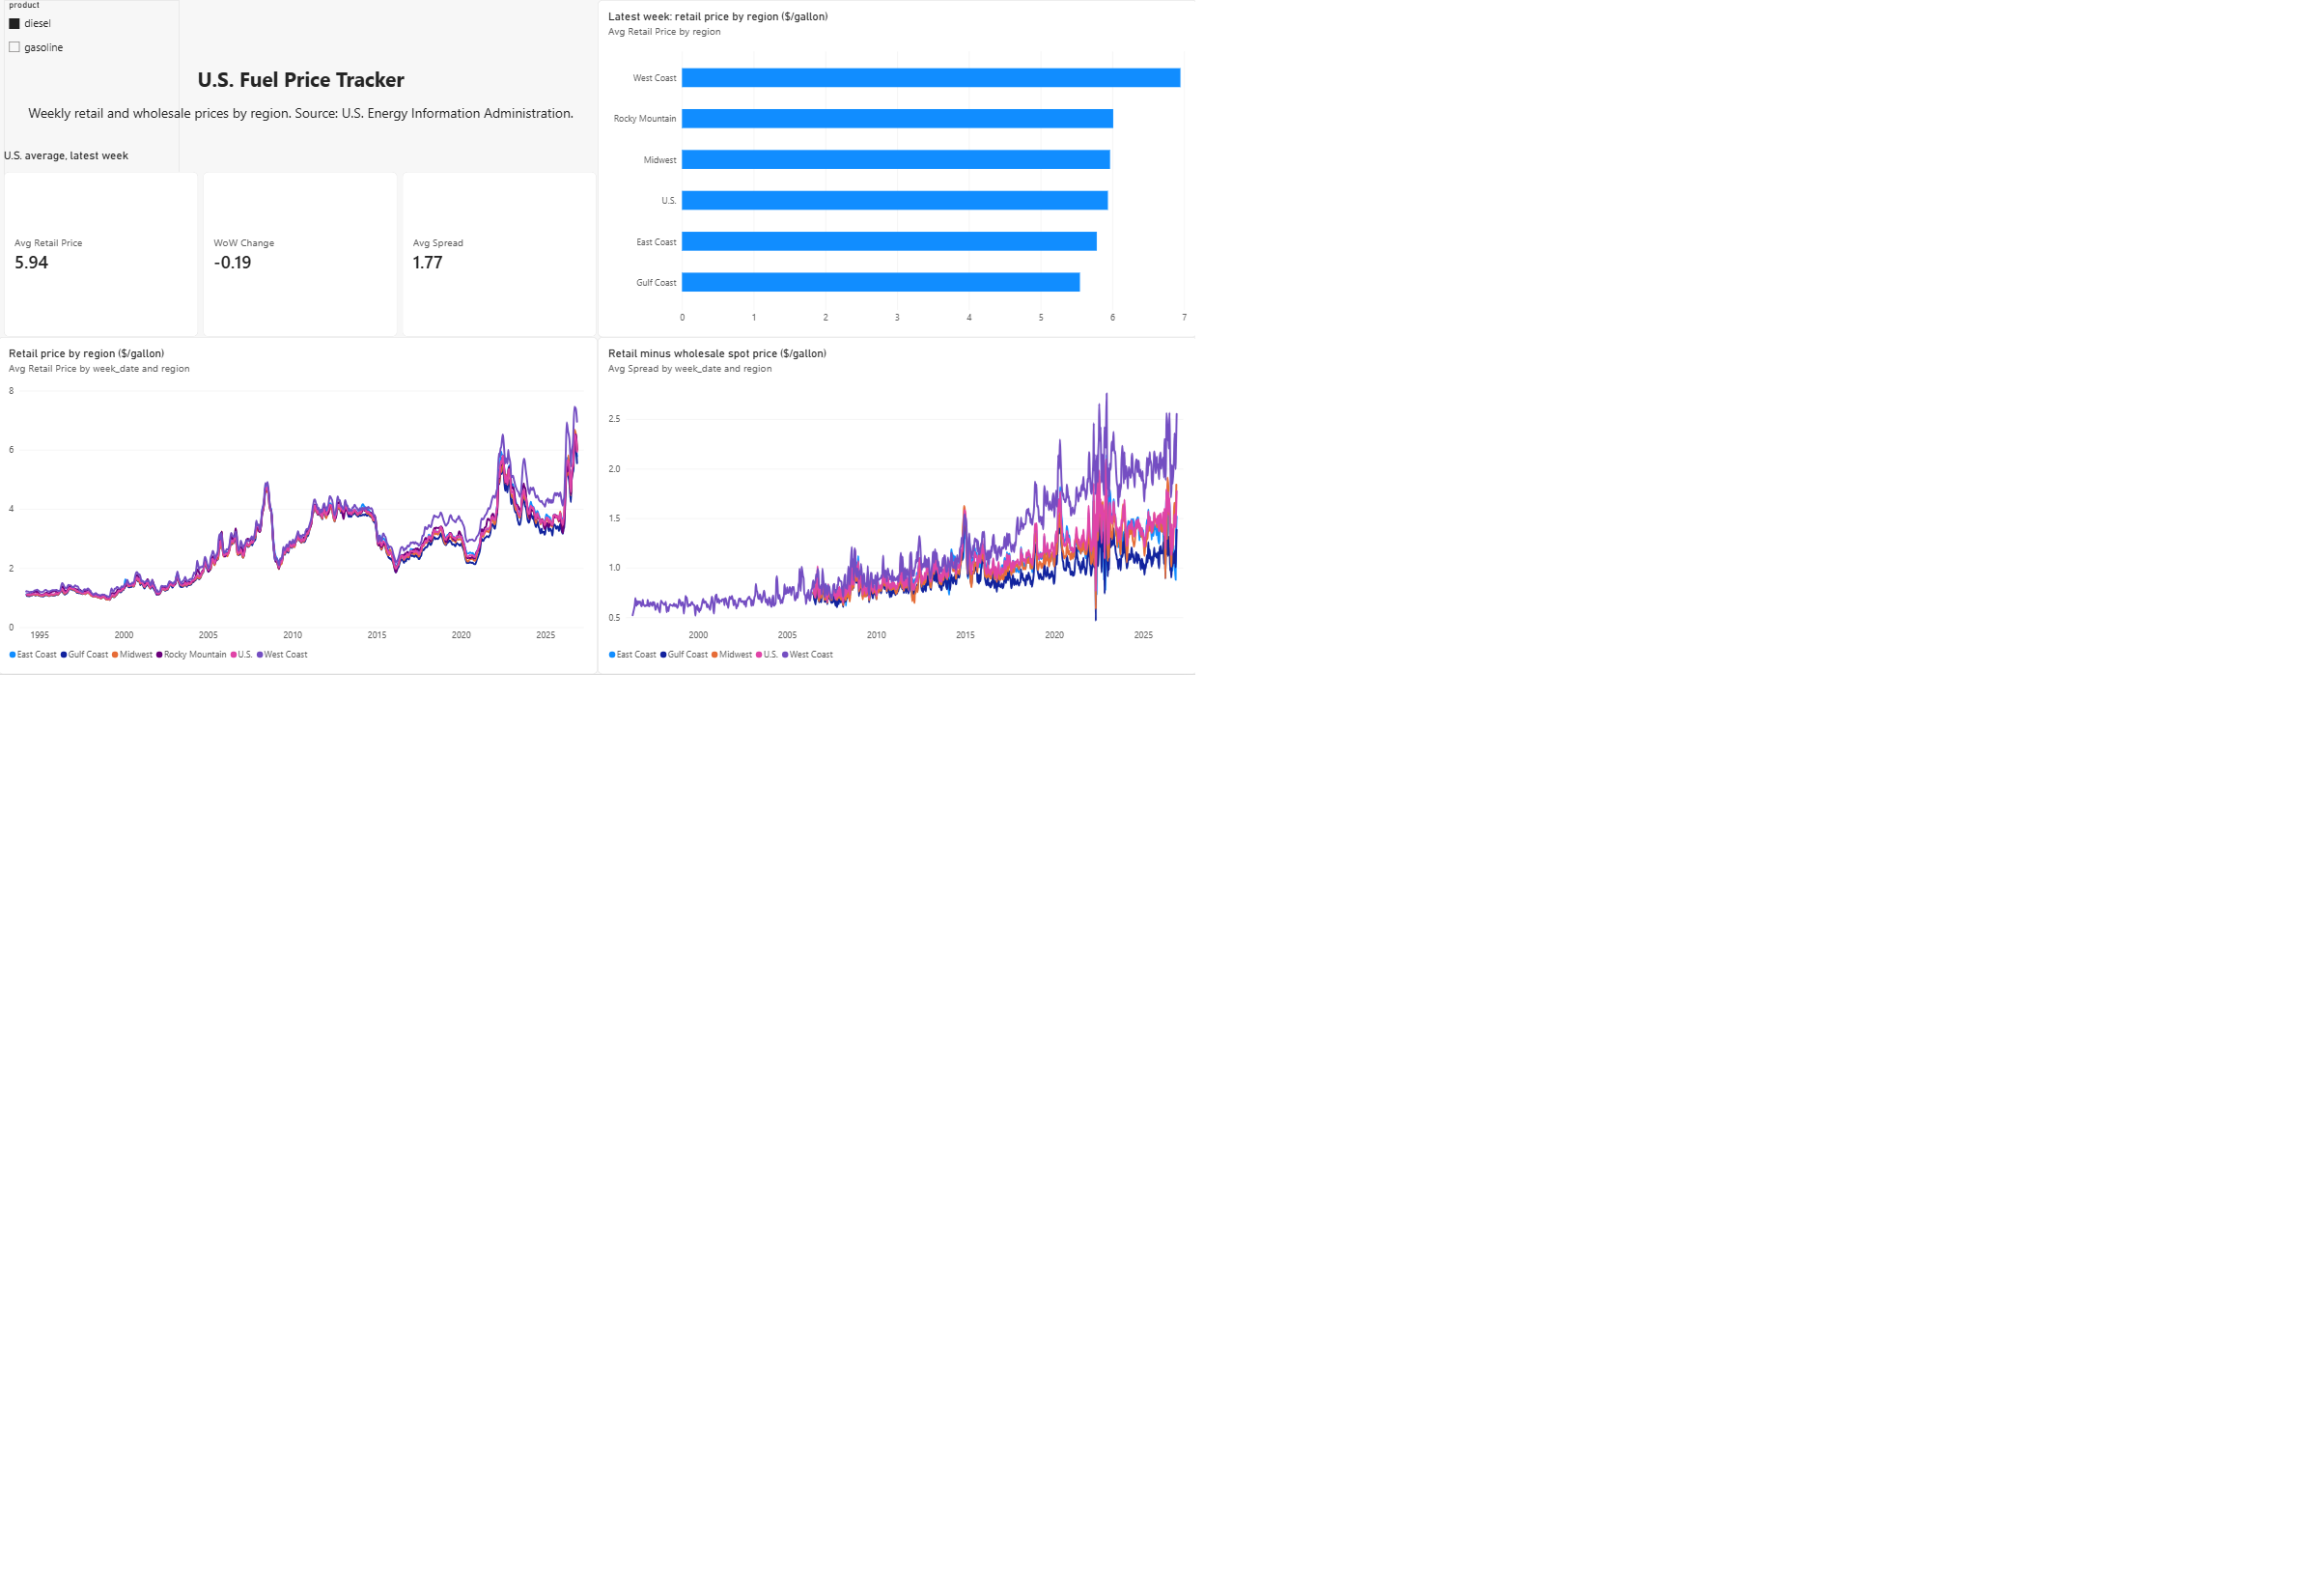 product
diesel
gasoline
U.S. Fuel Price Tracker
Weekly retail and wholesale prices by region. Source: U.S. Energy Information Administration.
U.S. average, latest week
Avg Retail Price
5.94
WoW Change
-0.19
Avg Spread
1.77
Latest week: retail price by region ($/gallon)
Avg Retail Price by region
West Coast
Rocky Mountain
Midwest
U.S.
East Coast
Gulf Coast
0 1 2 3 4 5 6 7
Retail price by region ($/gallon)
Avg Retail Price by week_date and region
8
6
4
2
0
1995 2000 2005 2010 2015 2020 2025
East Coast Gulf Coast Midwest Rocky Mountain U.S. West Coast
Retail minus wholesale spot price ($/gallon)
Avg Spread by week_date and region
2.5
2.0
1.5
1.0
0.5
2000 2005 2010 2015 2020 2025
East Coast Gulf Coast Midwest U.S. West Coast